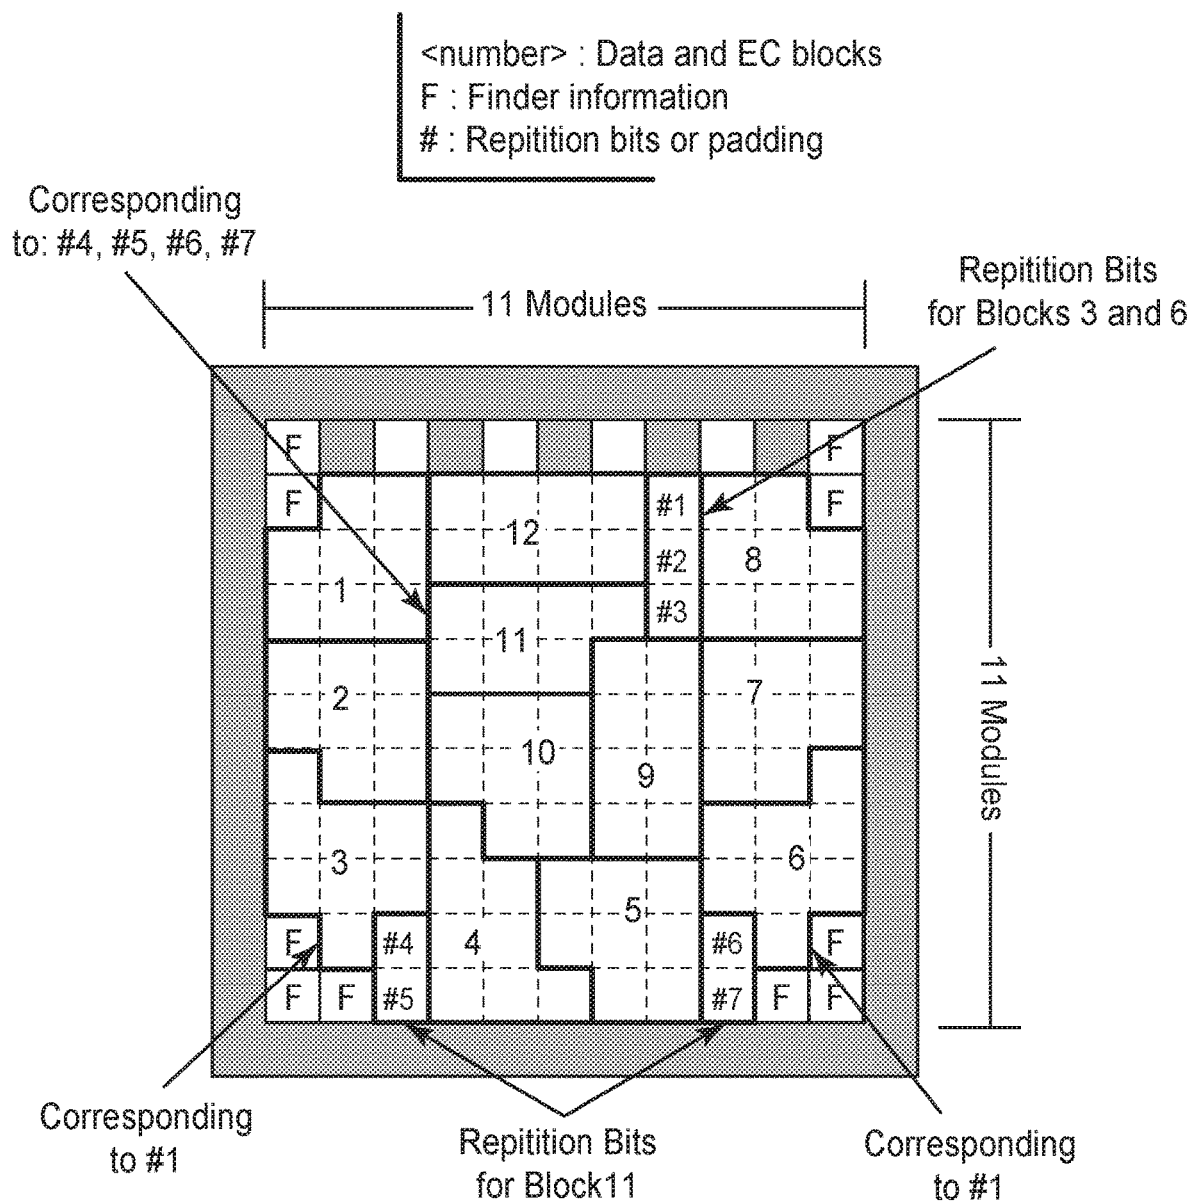 <number> : Data and EC blocks
F : Finder information
# : Repitition bits or padding
Corresponding
to: #4, #5, #6, #7
Repitition Bits
for Blocks 3 and 6
11 Modules
F F
F #1 F
12
#2 8
1
#3
11
2 7
10
9
3 6
5
F #4 4 #6 F
F F #5 #7 F F
11 Modules
Corresponding
to #1
Repitition Bits
for Block11
Corresponding
to #1